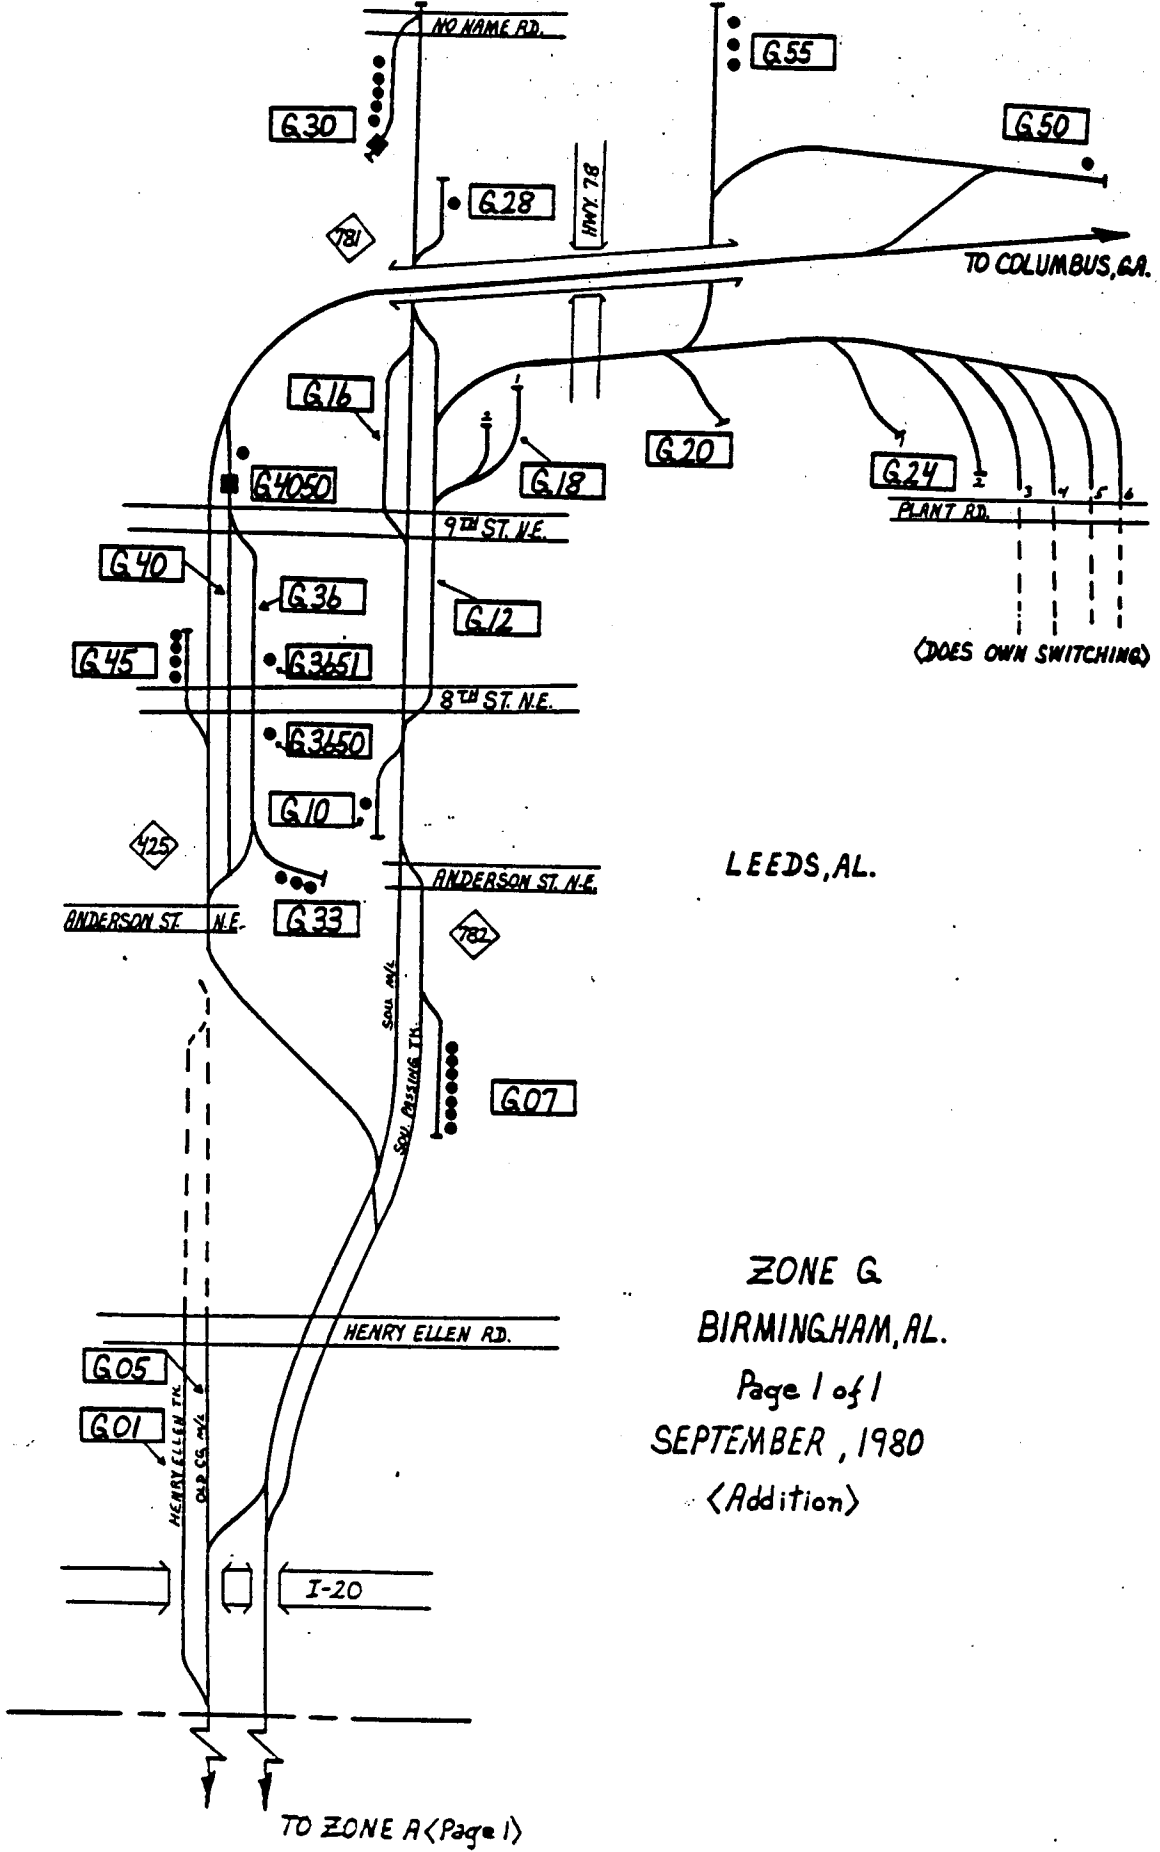 NO NAME RD.
G55
G30
G50
HWY. 78
G28
781
TO COLUMBUS, GA.
G16
1
2
G20
G24
1
2
3
4
5
6
G4050
G18
PLANT RD.
9TH ST. N.E.
G40
G36
G12
G45
G3651
(DOES OWN SWITCHING)
8TH ST. N.E.
G3650
G10
425
LEEDS, AL.
ANDERSON ST. N.E.
ANDERSON ST. N.E.
G33
782
SOU. M/L
SOU. PASSING TK.
G07
ZONE G
BIRMINGHAM, AL.
Page 1 of 1
SEPTEMBER, 1980
<Addition>
HENRY ELLEN RD.
G05
G01
HENRY ELLEN TK.
OLD CG M/L
I-20
TO ZONE A <Page 1>